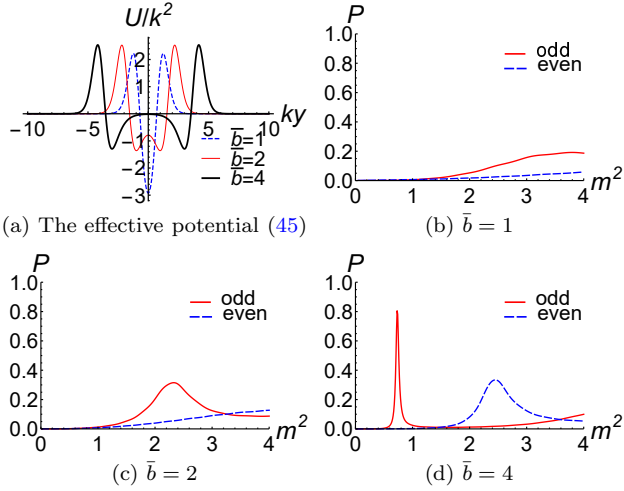 U/k²
2
1
−10 −5 5 10 ky
−1
−2
−3
b̄=1
b̄=2
b̄=4
(a) The effective potential (45)
P
1.0
0.8
0.6
0.4
0.2
0.0
0 1 2 3 4 m²
odd
even
(b) b̄ = 1
P
1.0
0.8
0.6
0.4
0.2
0.0
0 1 2 3 4 m²
odd
even
(c) b̄ = 2
P
1.0
0.8
0.6
0.4
0.2
0.0
0 1 2 3 4 m²
odd
even
(d) b̄ = 4